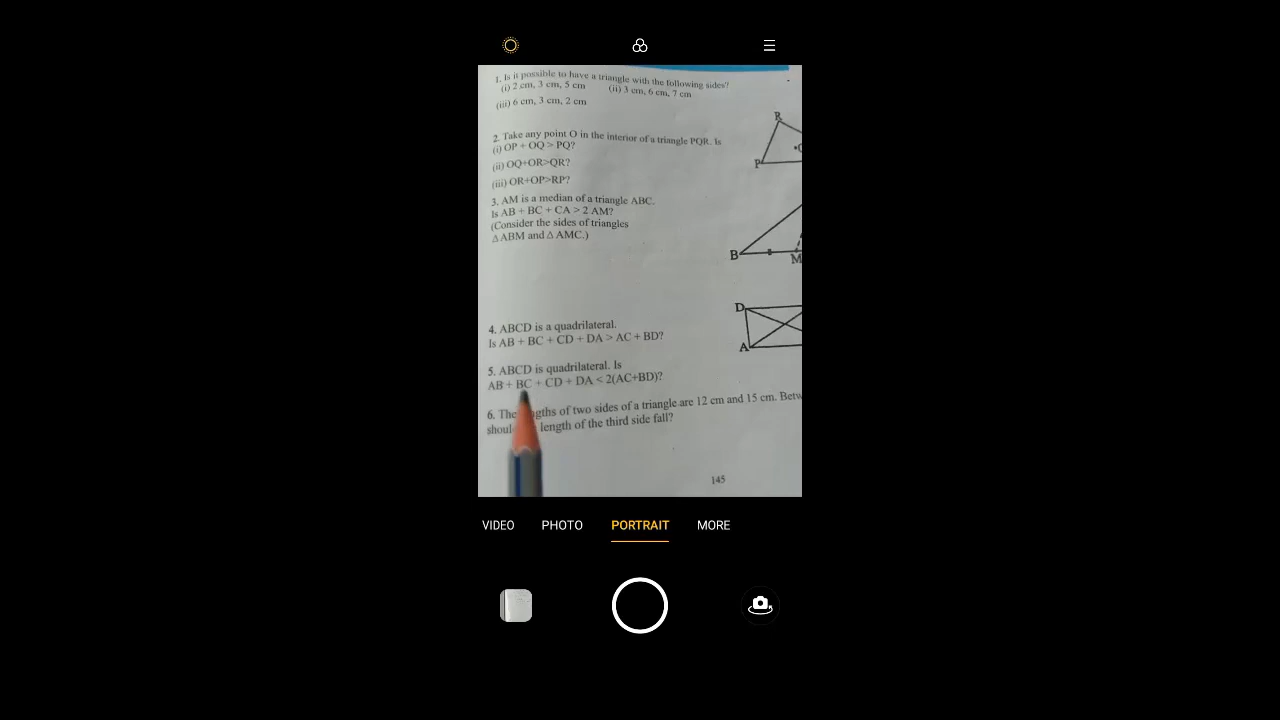 1. Is it possible to have a triangle with the following sides?
(i) 2 cm, 3 cm, 5 cm (ii) 3 cm, 6 cm, 7 cm
(iii) 6 cm, 3 cm, 2 cm
R
2. Take any point O in the interior of a triangle PQR. Is
(i) OP + OQ > PQ?
P
(ii) OQ+OR>QR?
(iii) OR+OP>RP?
3. AM is a median of a triangle ABC.
Is AB + BC + CA > 2 AM?
(Consider the sides of triangles
Δ ABM and Δ AMC.)
B
M
D
4. ABCD is a quadrilateral.
Is AB + BC + CD + DA > AC + BD?
A
5. ABCD is quadrilateral. Is
AB + BC + CD + DA < 2(AC+BD)?
6. The of two sides of a triangle are 12 cm and 15 cm.
length of the third side fall?
145
VIDEO PHOTO PORTRAIT MORE